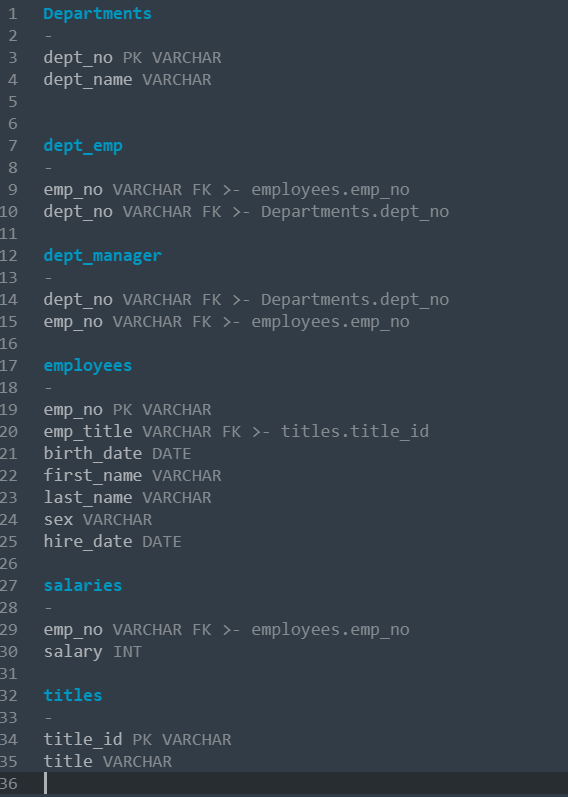 1 Departments
2 -
3 dept_no PK VARCHAR
4 dept_name VARCHAR
5
6
7 dept_emp
8 -
9 emp_no VARCHAR FK >- employees.emp_no
10 dept_no VARCHAR FK >- Departments.dept_no
11
12 dept_manager
13 -
14 dept_no VARCHAR FK >- Departments.dept_no
15 emp_no VARCHAR FK >- employees.emp_no
16
17 employees
18 -
19 emp_no PK VARCHAR
20 emp_title VARCHAR FK >- titles.title_id
21 birth_date DATE
22 first_name VARCHAR
23 last_name VARCHAR
24 sex VARCHAR
25 hire_date DATE
26
27 salaries
28 -
29 emp_no VARCHAR FK >- employees.emp_no
30 salary INT
31
32 titles
33 -
34 title_id PK VARCHAR
35 title VARCHAR
36